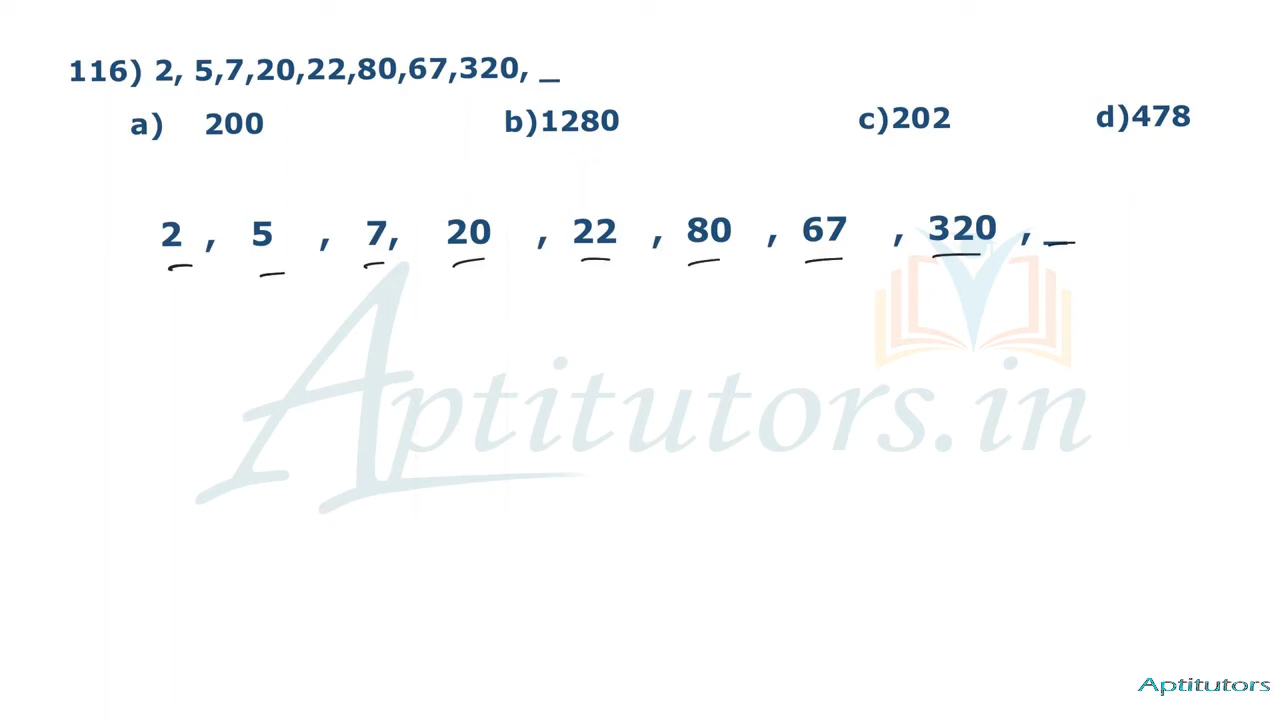 116) 2, 5,7,20,22,80,67,320, _
a) 200 b)1280 c)202 d)478
2 , 5 , 7, 20 , 22 , 80 , 67 , 320 , _
Aptitutors.in
Aptitutors